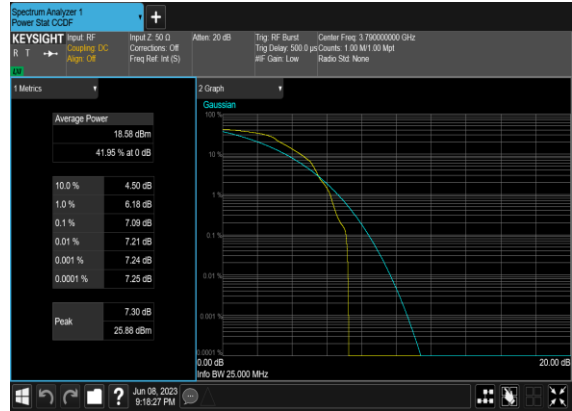 Spectrum Analyzer 1
Power Stat CCDF
+
KEYSIGHT
R T
LV
Input: RF
Coupling: DC
Align: Off
Input Z: 50 Ω
Corrections: Off
Freq Ref: Int (S)
Atten: 20 dB
Trig: RF Burst
Trig Delay: 500.0 µs
#IF Gain: Low
Center Freq: 3.790000000 GHz
Counts: 1.00 M/1.00 Mpt
Radio Std: None
1 Metrics
Average Power
18.58 dBm
41.95 % at 0 dB
10.0 % 4.50 dB
1.0 % 6.18 dB
0.1 % 7.09 dB
0.01 % 7.21 dB
0.001 % 7.24 dB
0.0001 % 7.25 dB
Peak 7.30 dB
25.88 dBm
2 Graph
Gaussian
100 %
10 %
1 %
0.1 %
0.01 %
0.001 %
0.0001 %
0.00 dB 20.00 dB
Info BW 25.000 MHz
?
Jun 08, 2023
9:18:27 PM